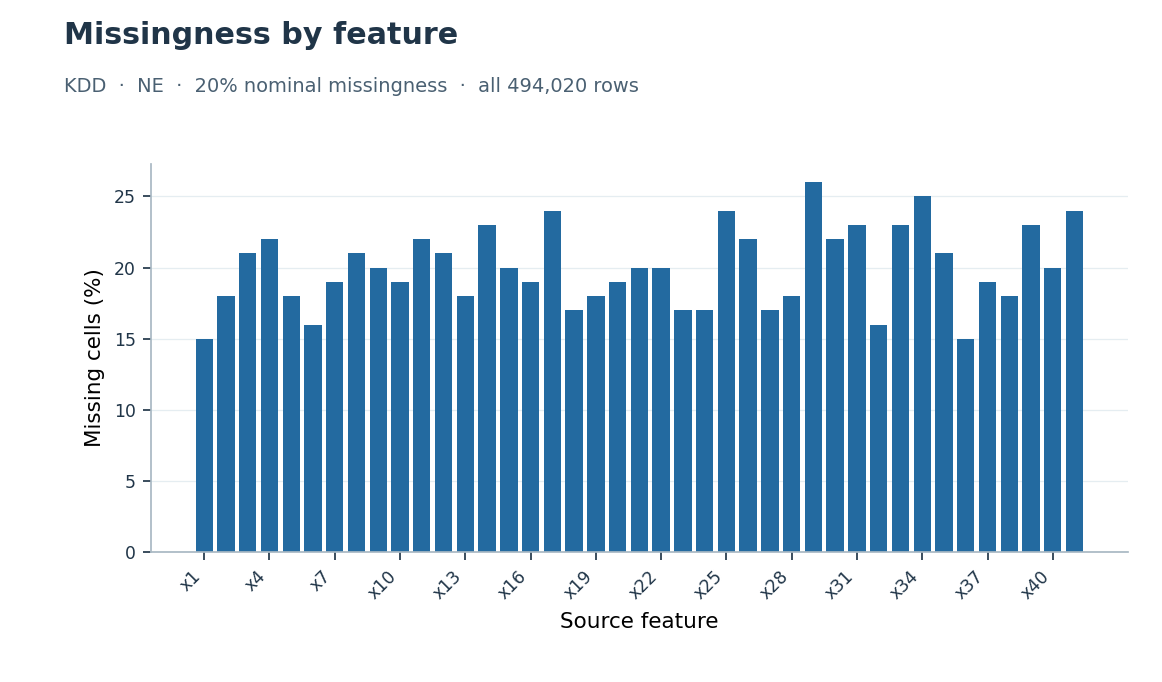 Missingness by feature
KDD · NE · 20% nominal missingness · all 494,020 rows
Missing cells (%)
25
20
15
10
5
0
x1 x4 x7 x10 x13 x16 x19 x22 x25 x28 x31 x34 x37 x40
Source feature